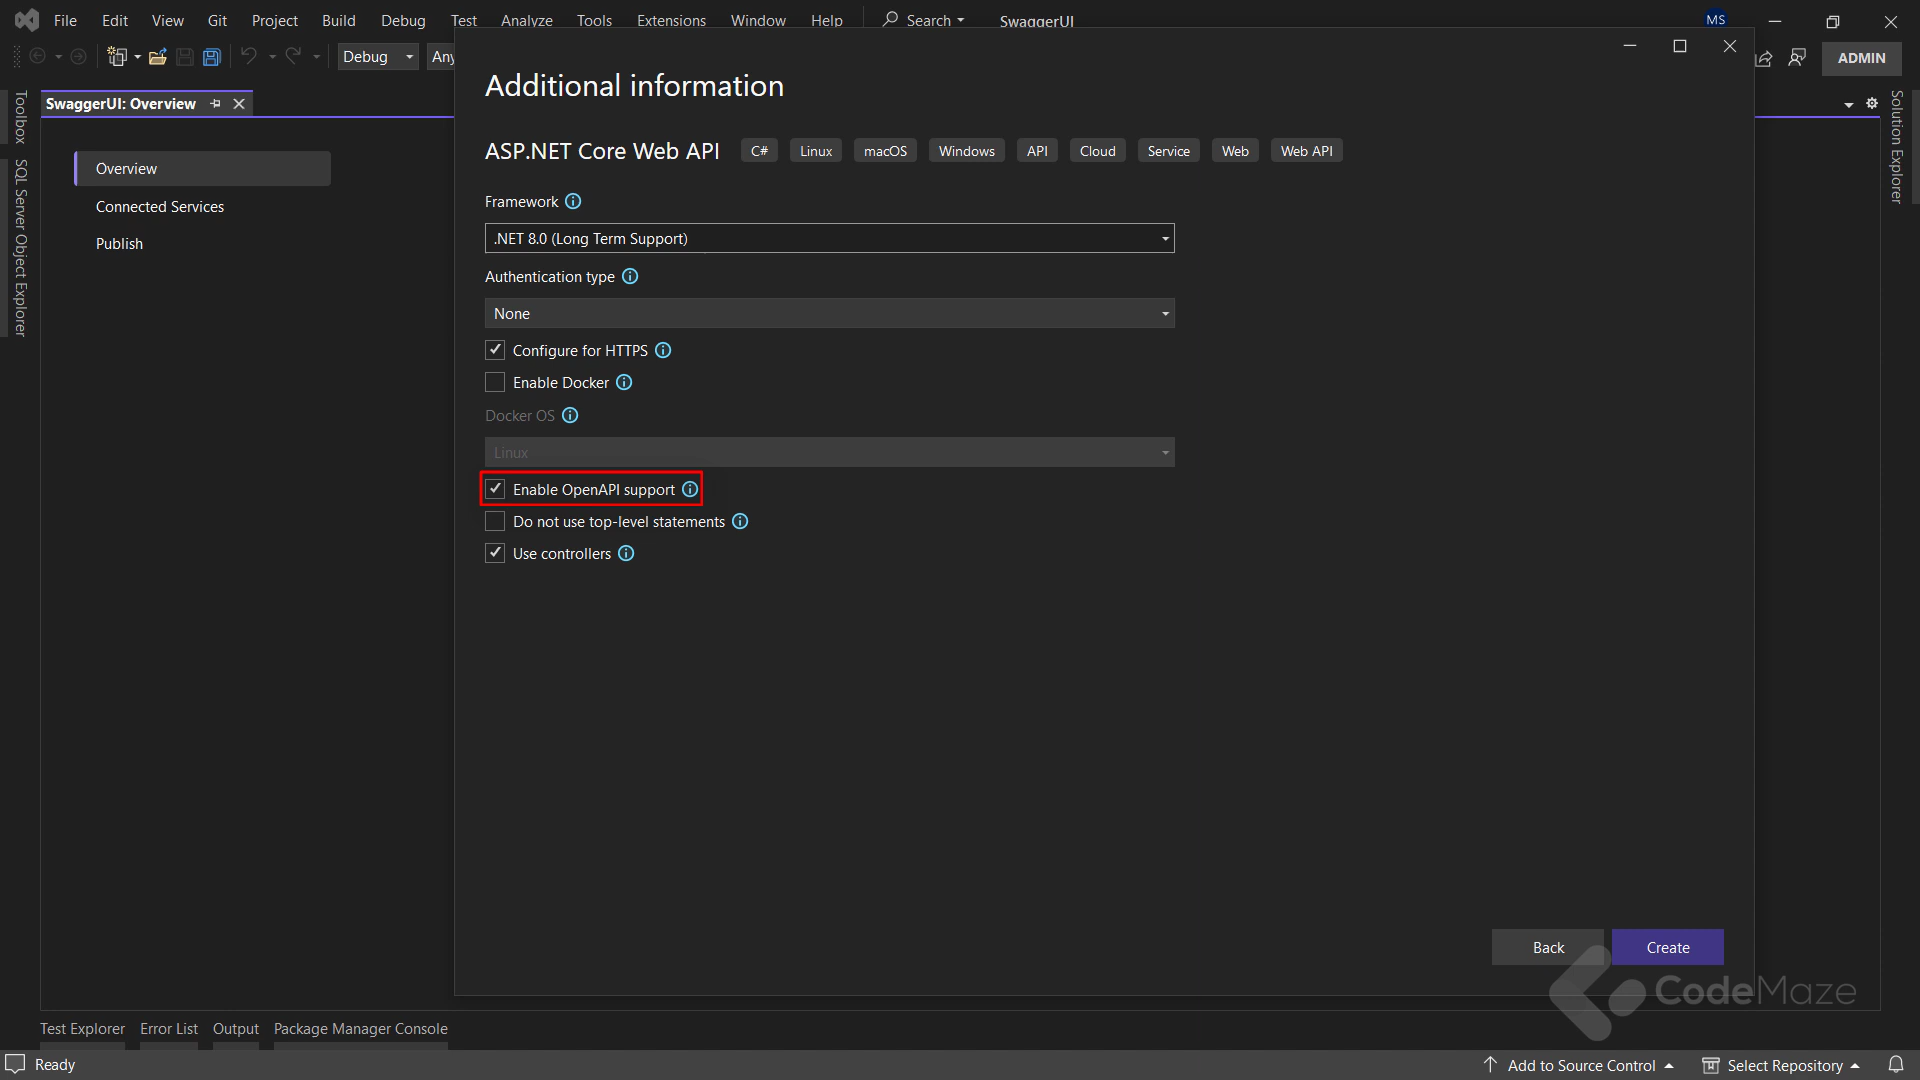 File Edit View Git Project Build Debug Test Analyze Tools Extensions Window Help Search SwaggerUI MS
Debug Any ADMIN
Toolbox
SQL Server Object Explorer
SwaggerUI: Overview
Overview
Connected Services
Publish
Additional information
ASP.NET Core Web API C# Linux macOS Windows API Cloud Service Web Web API
Framework
.NET 8.0 (Long Term Support)
Authentication type
None
Configure for HTTPS
Enable Docker
Docker OS
Linux
Enable OpenAPI support
Do not use top-level statements
Use controllers
Back Create
Solution Explorer
CodeMaze
Test Explorer Error List Output Package Manager Console
Ready Add to Source Control Select Repository